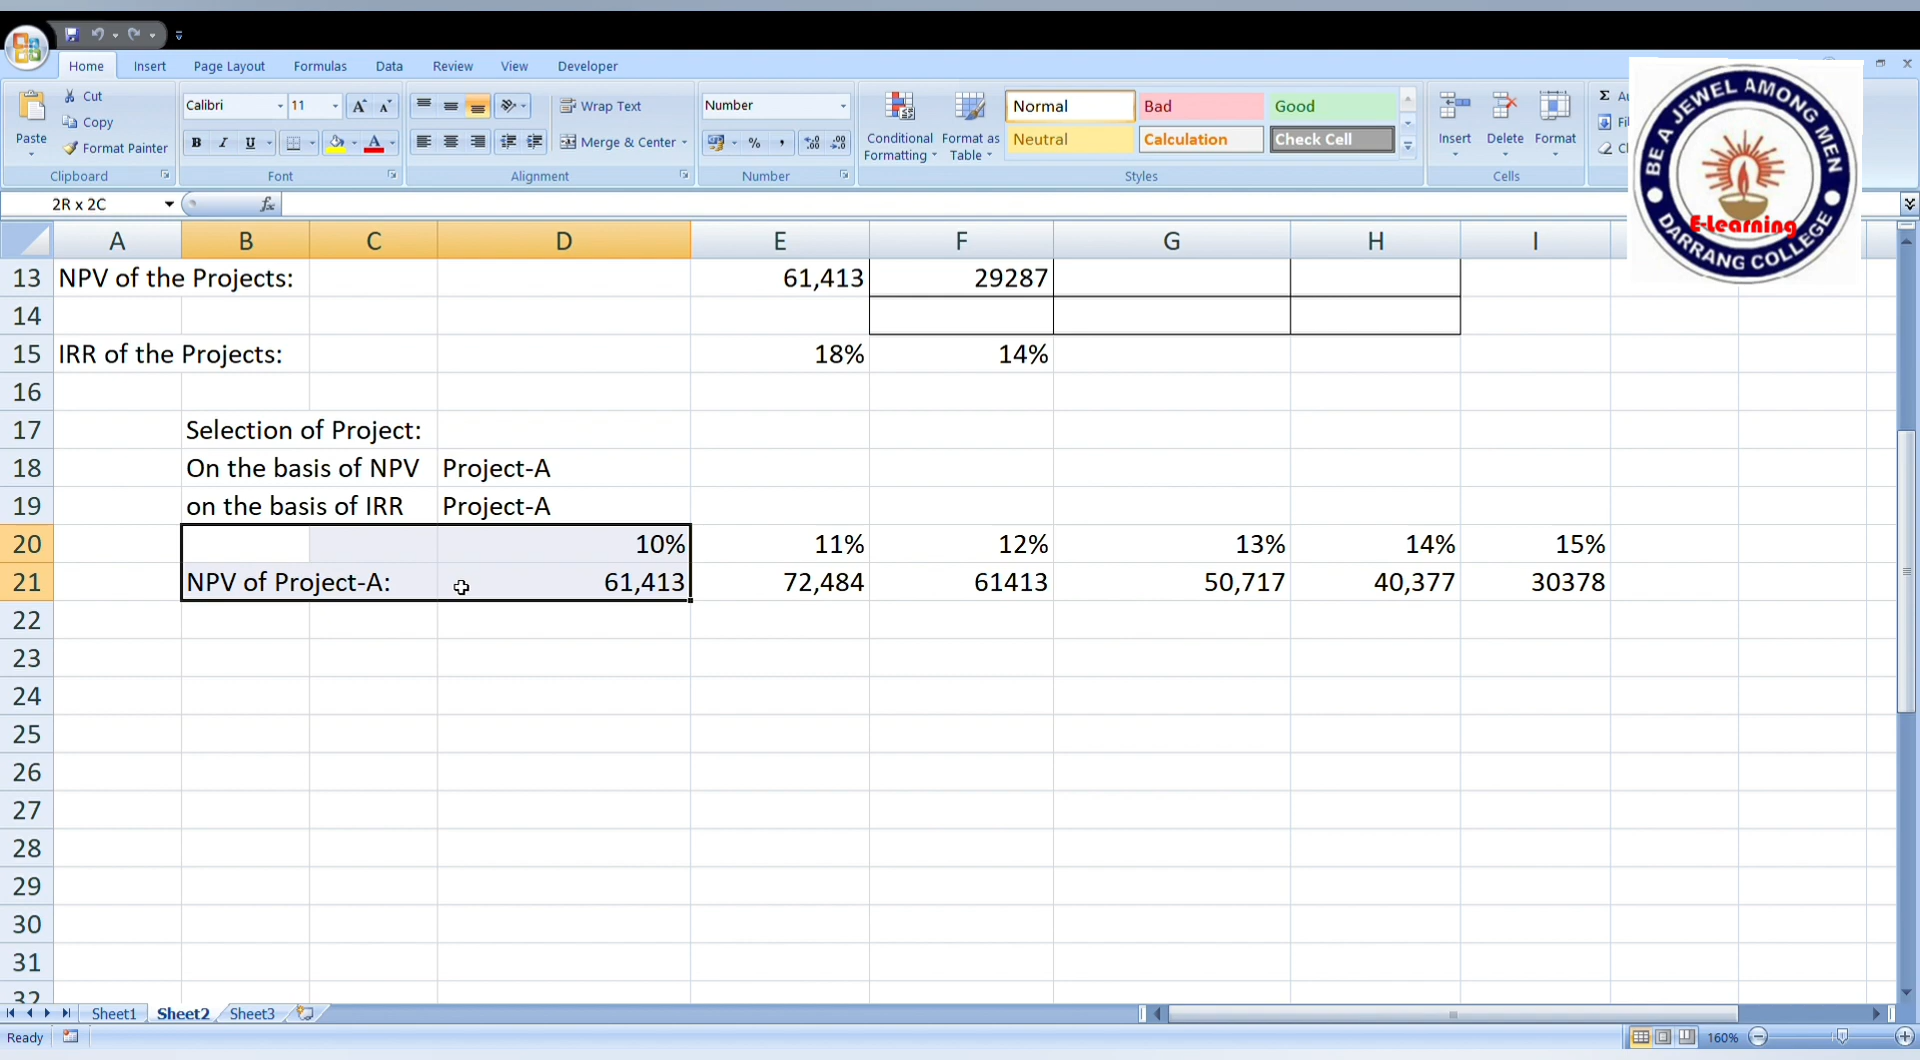 Home Insert Page Layout Formulas Data Review View Developer
Cut
Copy
Format Painter
Paste
Clipboard
Calibri 11
A A
B I U A
Font
Wrap Text
Merge & Center
Alignment
Number
% ,
Number
Conditional Formatting
Format as Table
Normal Bad Good
Neutral Calculation Check Cell
Styles
Insert Delete Format
Cells
Σ Au
Fi
Cl
BE A JEWEL AMONG MEN
E-Learning
DARRANG COLLEGE
2R x 2C fx
A B C D E F G H I
13 NPV of the Projects: 61,413 29287
14
15 IRR of the Projects: 18% 14%
16
17 Selection of Project:
18 On the basis of NPV Project-A
19 on the basis of IRR Project-A
20 10% 11% 12% 13% 14% 15%
21 NPV of Project-A: 61,413 72,484 61413 50,717 40,377 30378
22
23
24
25
26
27
28
29
30
31
32
Sheet1 Sheet2 Sheet3
Ready 160%